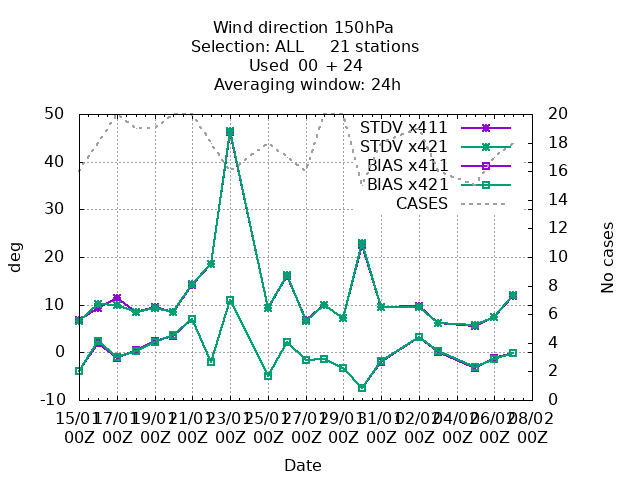 Wind direction 150hPa
Selection: ALL 21 stations
Used 00 + 24
Averaging window: 24h
50
40
30
20
10
0
-10
20
18
16
14
12
10
8
6
4
2
0
deg
No cases
STDV x411
STDV x421
BIAS x411
BIAS x421
CASES
15/01 17/01 19/01 21/01 23/01 25/01 27/01 29/01 31/01 02/02 04/02 06/02 08/02
00Z 00Z 00Z 00Z 00Z 00Z 00Z 00Z 00Z 00Z 00Z 00Z 00Z
Date